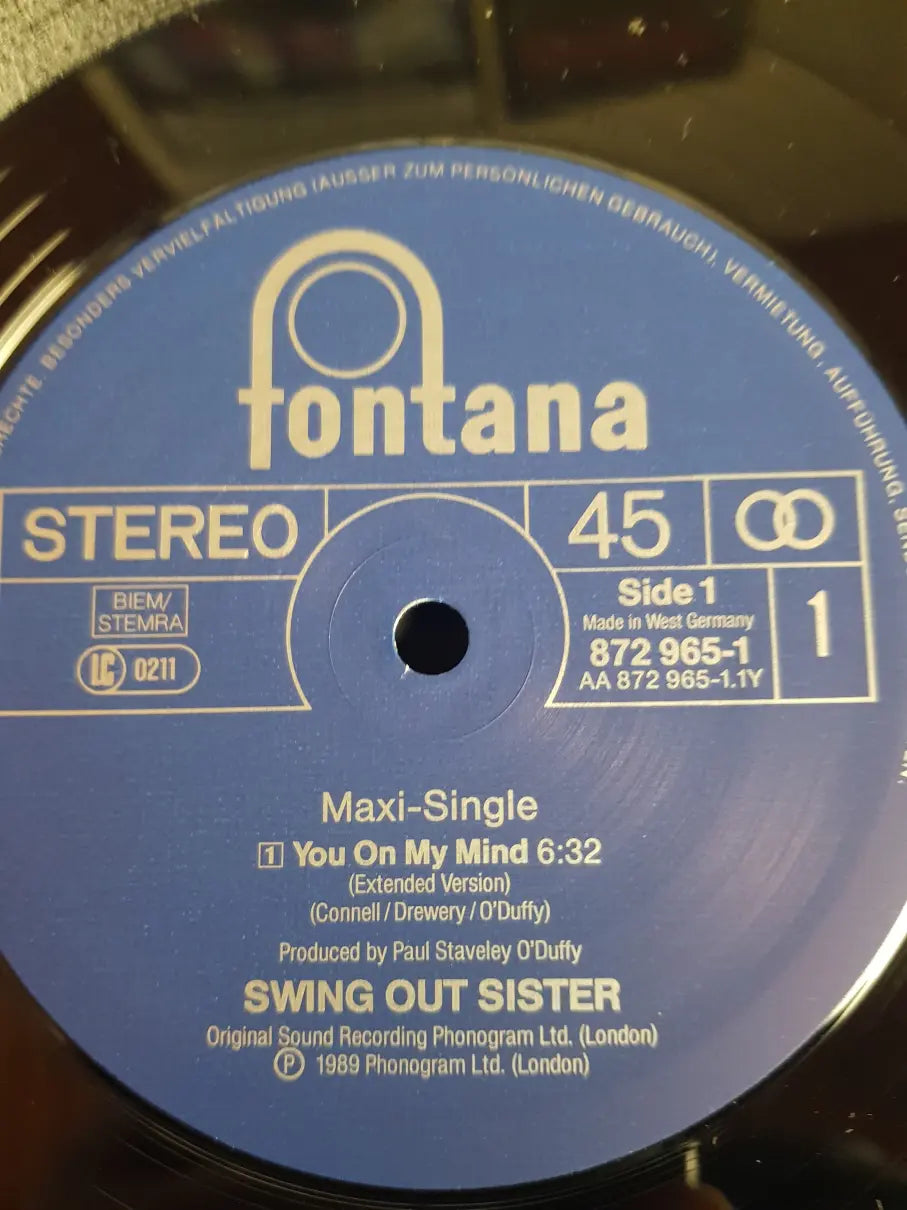 RECHTE. BESONDERS VERVIELFÄLTIGUNG (AUSSER ZUM PERSÖNLICHEN GEBRAUCH), VERMIETUNG, AUFFÜHRUNG,
fontana
STEREO
45
BIEM/
STEMRA
LC 0211
Side 1
Made in West Germany
872 965-1
AA 872 965-1.1Y
1
Maxi-Single
1 You On My Mind 6:32
(Extended Version)
(Connell/Drewery/O'Duffy)
Produced by Paul Staveley O'Duffy
SWING OUT SISTER
Original Sound Recording Phonogram Ltd. (London)
Ⓟ 1989 Phonogram Ltd. (London)